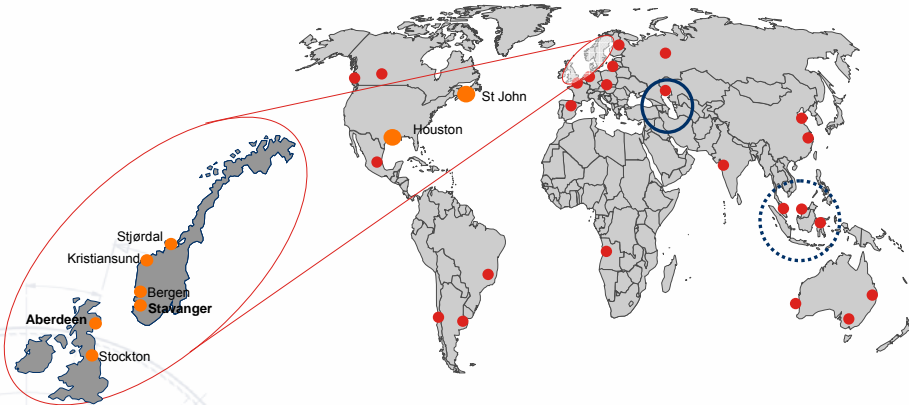 St John
Houston
Stjørdal
Kristiansund
Bergen
Stavanger
Aberdeen
Stockton